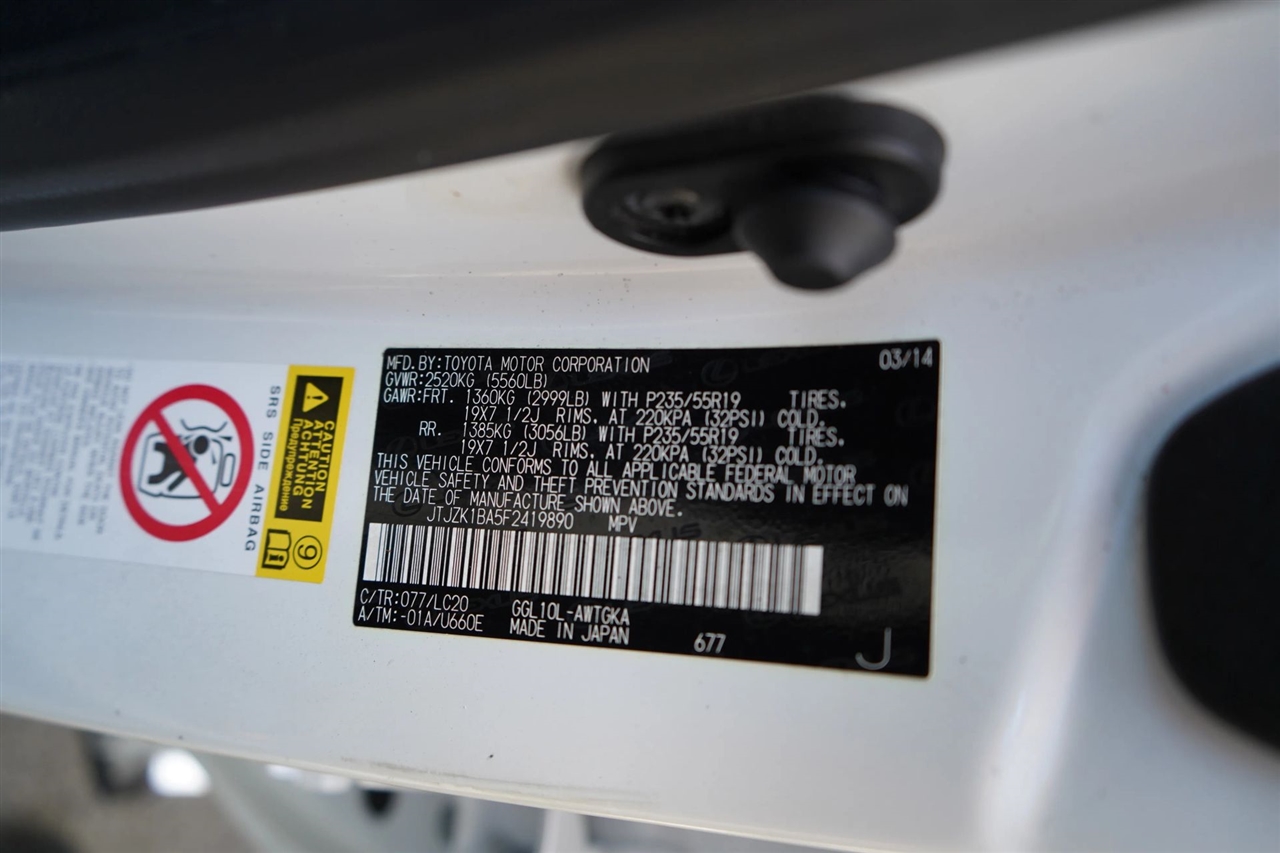 MFD.BY:TOYOTA MOTOR CORPORATION 03/14
GVWR:2520KG (5560LB)
GAWR:FRT. 1360KG (2999LB) WITH P235/55R19 TIRES.
19X7 1/2J RIMS. AT 220KPA (32PSI) COLD.
RR. 1385KG (3056LB) WITH P235/55R19 TIRES.
19X7 1/2J RIMS. AT 220KPA (32PSI) COLD.
THIS VEHICLE CONFORMS TO ALL APPLICABLE FEDERAL MOTOR
VEHICLE SAFETY AND THEFT PREVENTION STANDARDS IN EFFECT ON
THE DATE OF MANUFACTURE SHOWN ABOVE.
JTJZK1BA5F2419890 MPV
C/TR:077/LC20 GGL10L-AWTGKA
A/TM:-01A/U660E MADE IN JAPAN 677 J
CAUTION
ATTENTION
ACHTUNG
Предупреждение
9
SRS SIDE AIRBAG